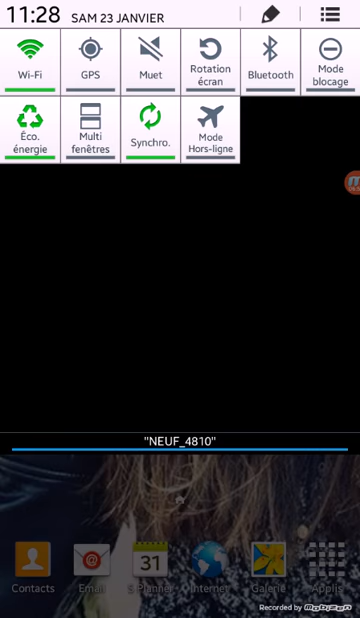 11:28 SAM 23 JANVIER
Wi-Fi
GPS
Muet
Rotation
écran
Bluetooth
Mode
blocage
Éco.
énergie
Multi
fenêtres
Synchro.
Mode
Hors-ligne
"NEUF_4810"
Contacts
Email
31
S Planner
Internet
Galerie
Applis
Recorded by Mobizen